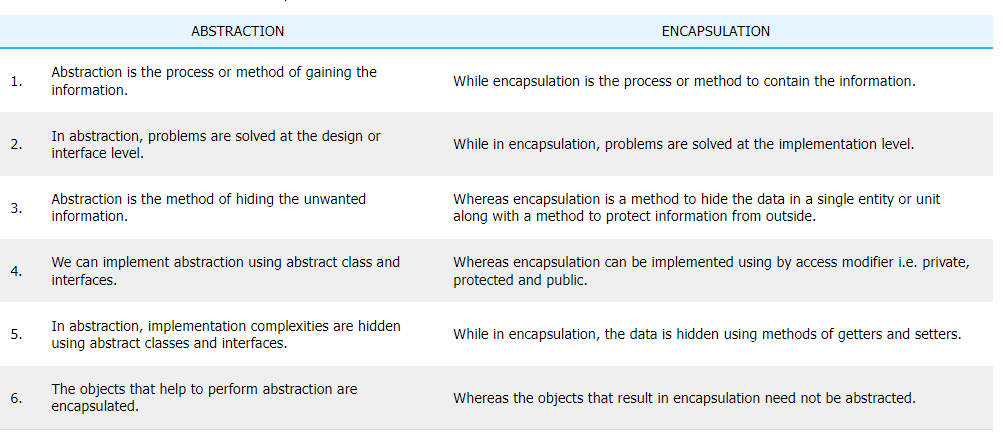 ABSTRACTION ENCAPSULATION
1. Abstraction is the process or method of gaining the
information.
While encapsulation is the process or method to contain the information.
2. In abstraction, problems are solved at the design or
interface level.
While in encapsulation, problems are solved at the implementation level.
3. Abstraction is the method of hiding the unwanted
information.
Whereas encapsulation is a method to hide the data in a single entity or unit
along with a method to protect information from outside.
4. We can implement abstraction using abstract class and
interfaces.
Whereas encapsulation can be implemented using by access modifier i.e. private,
protected and public.
5. In abstraction, implementation complexities are hidden
using abstract classes and interfaces.
While in encapsulation, the data is hidden using methods of getters and setters.
6. The objects that help to perform abstraction are
encapsulated.
Whereas the objects that result in encapsulation need not be abstracted.